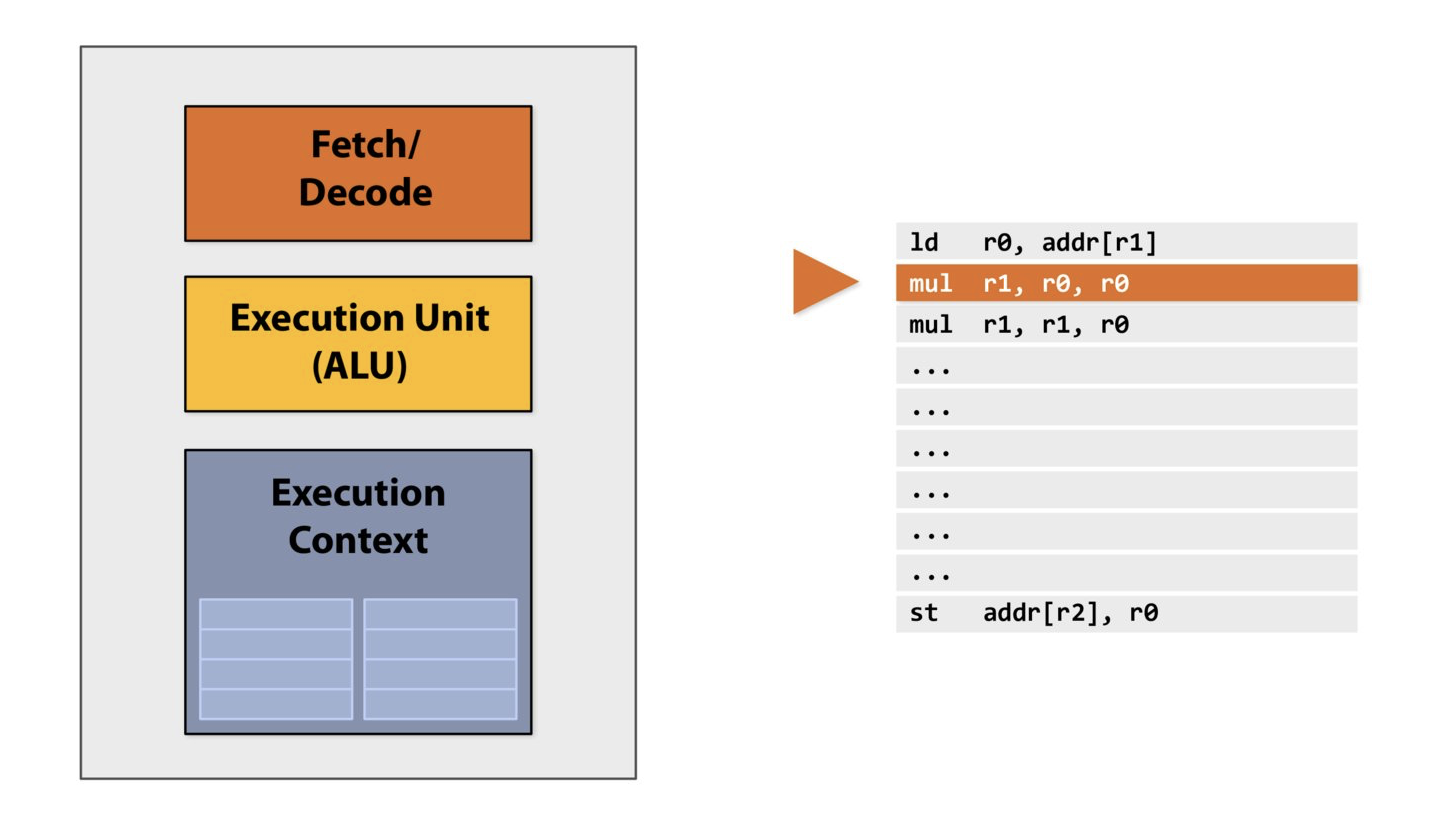 Fetch/
Decode
Execution Unit
(ALU)
Execution
Context
ld r0, addr[r1]
mul r1, r0, r0
mul r1, r1, r0
...
...
...
...
...
...
st addr[r2], r0